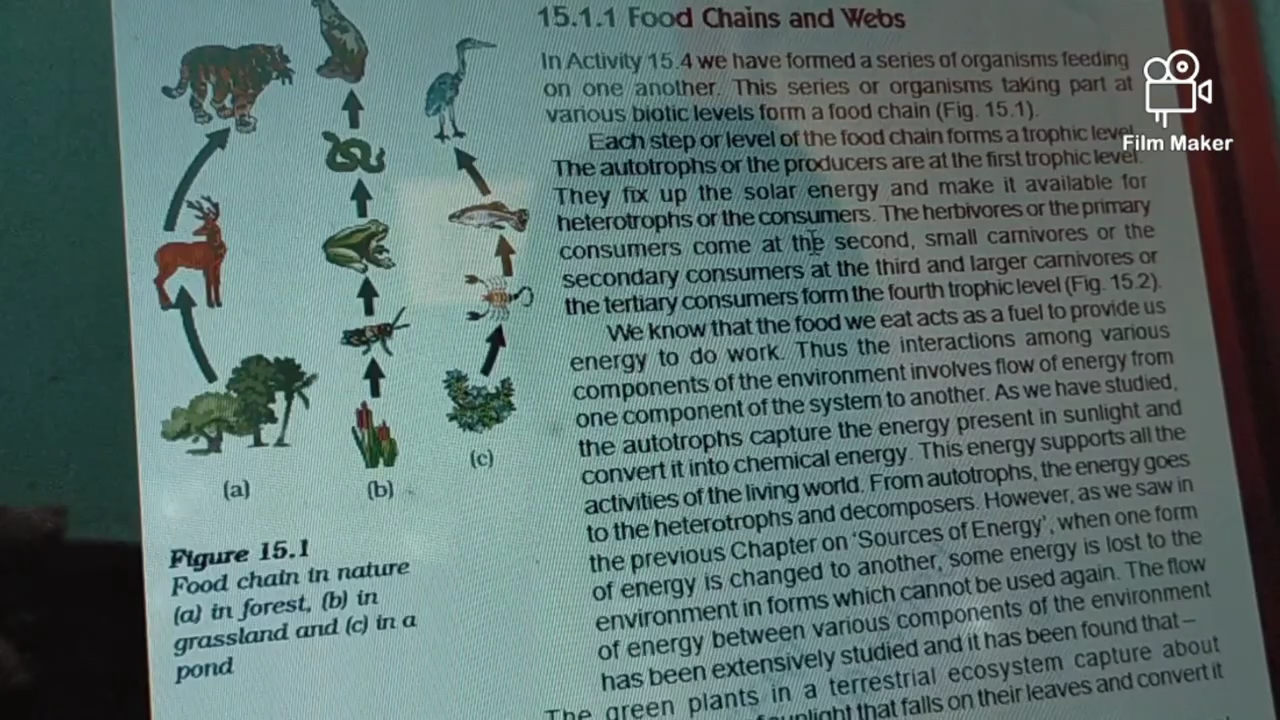 15.1.1 Food Chains and Webs
In Activity 15.4 we have formed a series of organisms feeding
on one another. This series or organisms taking part at
various biotic levels form a food chain (Fig. 15.1).
Each step or level of the food chain forms a trophic level.
The autotrophs or the producers are at the first trophic level.
They fix up the solar energy and make it available for
heterotrophs or the consumers. The herbivores or the primary
consumers come at the second, small carnivores or the
secondary consumers at the third and larger carnivores or
the tertiary consumers form the fourth trophic level (Fig. 15.2).
We know that the food we eat acts as a fuel to provide us
energy to do work. Thus the interactions among various
components of the environment involves flow of energy from
one component of the system to another. As we have studied,
the autotrophs capture the energy present in sunlight and
convert it into chemical energy. This energy supports all the
activities of the living world. From autotrophs, the energy goes
to the heterotrophs and decomposers. However, as we saw in
the previous Chapter on 'Sources of Energy', when one form
of energy is changed to another, some energy is lost to the
environment in forms which cannot be used again. The flow
of energy between various components of the environment
has been extensively studied and it has been found that –
The green plants in a terrestrial ecosystem capture about
sunlight that falls on their leaves and convert it
(a)
(b)
(c)
Figure 15.1
Food chain in nature
(a) in forest, (b) in
grassland and (c) in a
pond
Film Maker